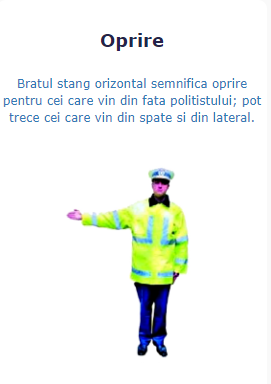 Oprire
Bratul stang orizontal semnifica oprire
pentru cei care vin din fata politistului; pot
trece cei care vin din spate si din lateral.